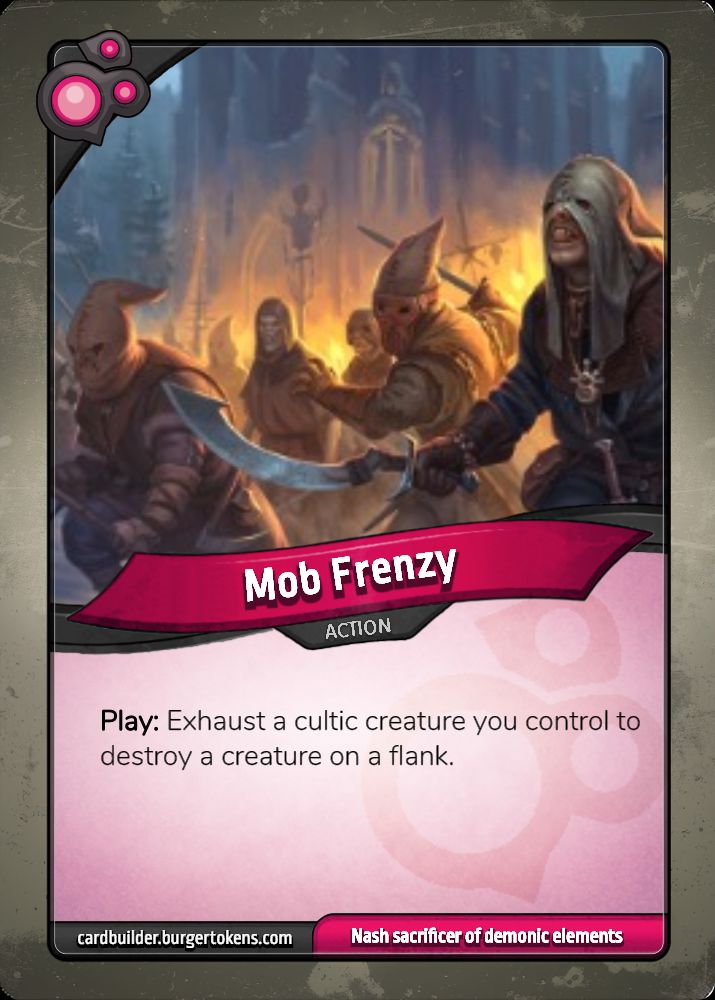 Mob Frenzy
ACTION
Play: Exhaust a cultic creature you control to
destroy a creature on a flank.
cardbuilder.burgertokens.com
Nash sacrificer of demonic elements